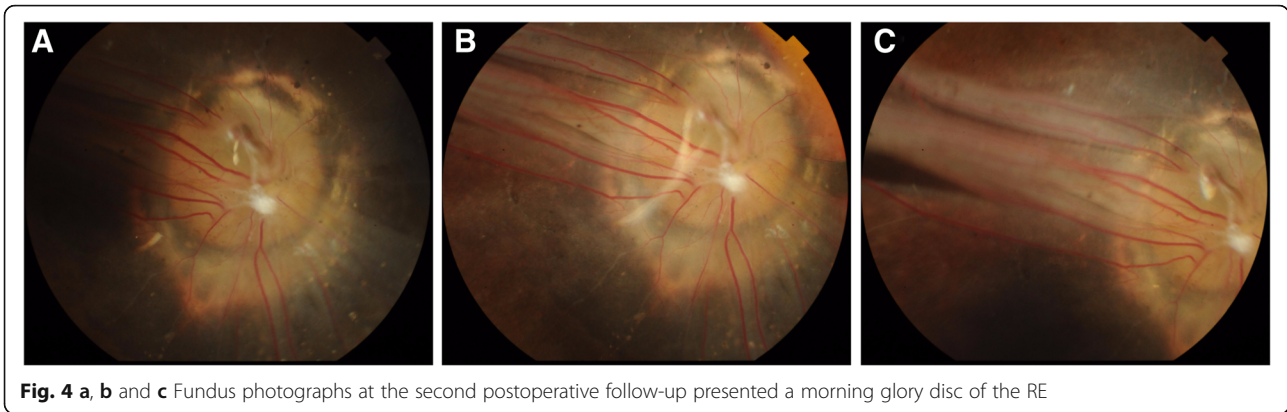 A
B
C
Fig. 4 a, b and c Fundus photographs at the second postoperative follow-up presented a morning glory disc of the RE